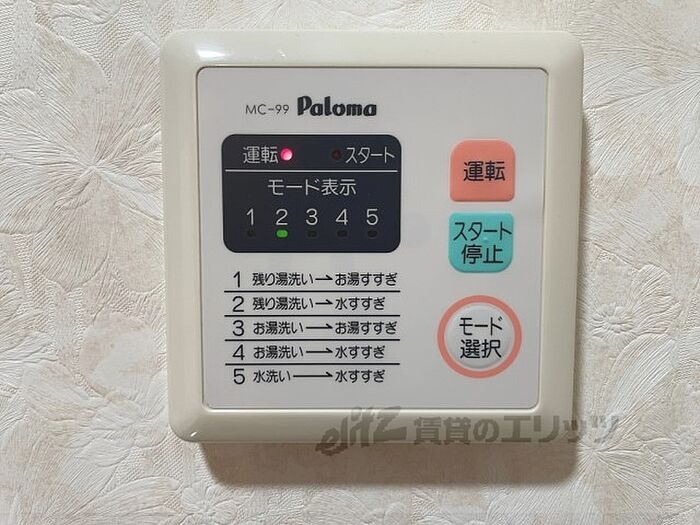 MC-99 Paloma
運転 スタート
モード表示
1 2 3 4 5
運転
スタート
停止
1 残り湯洗い→お湯すすぎ
2 残り湯洗い→水すすぎ
3 お湯洗い→お湯すすぎ
4 お湯洗い→水すすぎ
5 水洗い→水すすぎ
モード
選択
elitz 賃貸のエリッツ